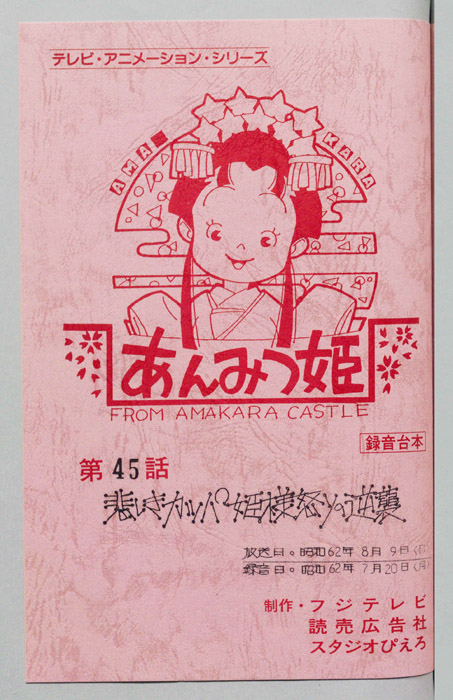 テレビ・アニメーション・シリーズ
AMA KARA
あんみつ姫
FROM AMAKARA CASTLE
録音台本
第45話
悲しきカッパ姫様怒りの逆襲
放送日。昭和62年 8月 9日(日)
録音日。昭和62年 7月20日(月)
制作・フジテレビ
読売広告社
スタジオぴえろ